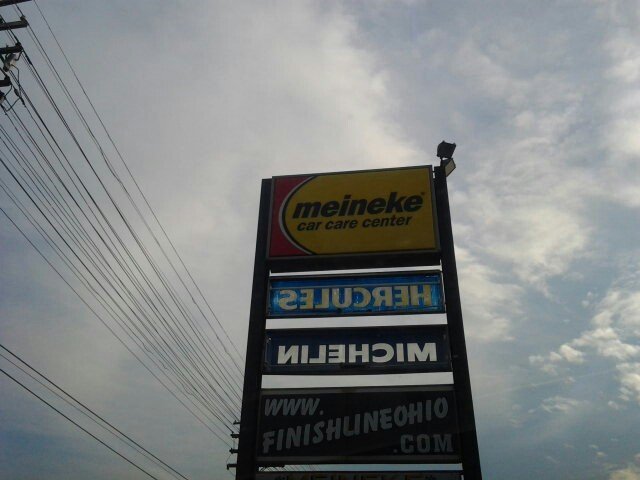 meineke
car care center
HERCULES
MICHELIN
WWW.
FINISHLINEOHIO
.COM